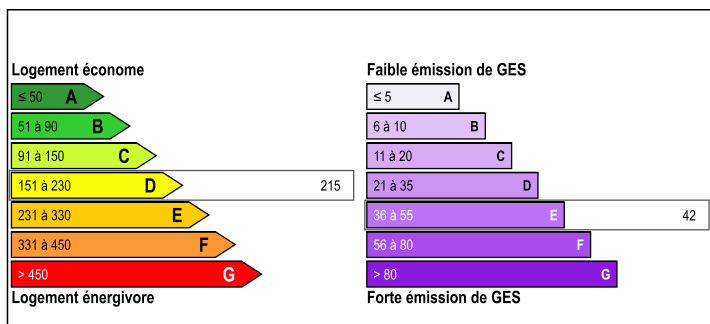 Logement économe
≤ 50 A
51 à 90 B
91 à 150 C
151 à 230 D 215
231 à 330 E
331 à 450 F
> 450 G
Logement énergivore
Faible émission de GES
≤ 5 A
6 à 10 B
11 à 20 C
21 à 35 D
36 à 55 E 42
56 à 80 F
> 80 G
Forte émission de GES